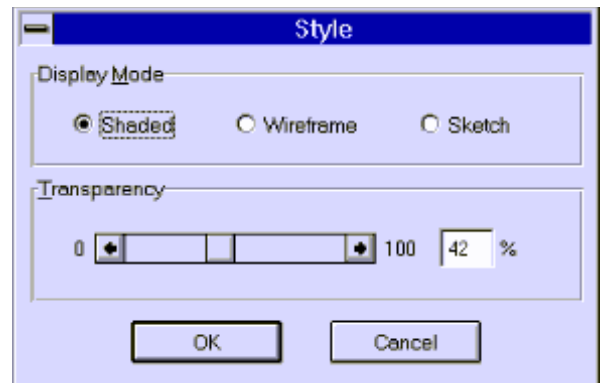 Style
Display Mode
Shaded Wireframe Sketch
Transparency
0 100 42 %
OK Cancel